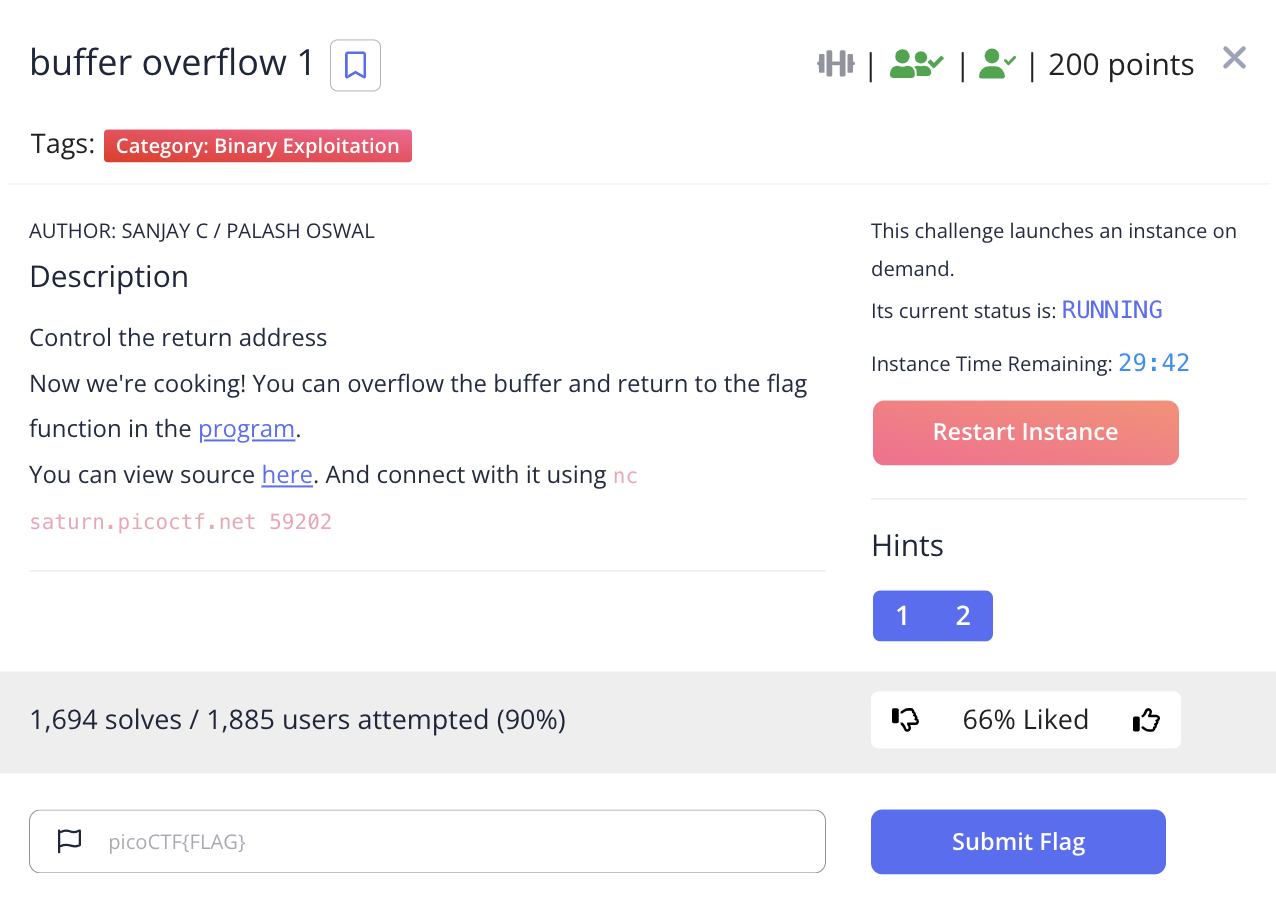 buffer overflow 1
| | | 200 points
Tags: Category: Binary Exploitation
AUTHOR: SANJAY C / PALASH OSWAL
Description
Control the return address
Now we're cooking! You can overflow the buffer and return to the flag
function in the program.
You can view source here. And connect with it using nc
saturn.picoctf.net 59202
This challenge launches an instance on
demand.
Its current status is: RUNNING
Instance Time Remaining: 29:42
Restart Instance
Hints
1 2
1,694 solves / 1,885 users attempted (90%)
66% Liked
picoCTF{FLAG}
Submit Flag